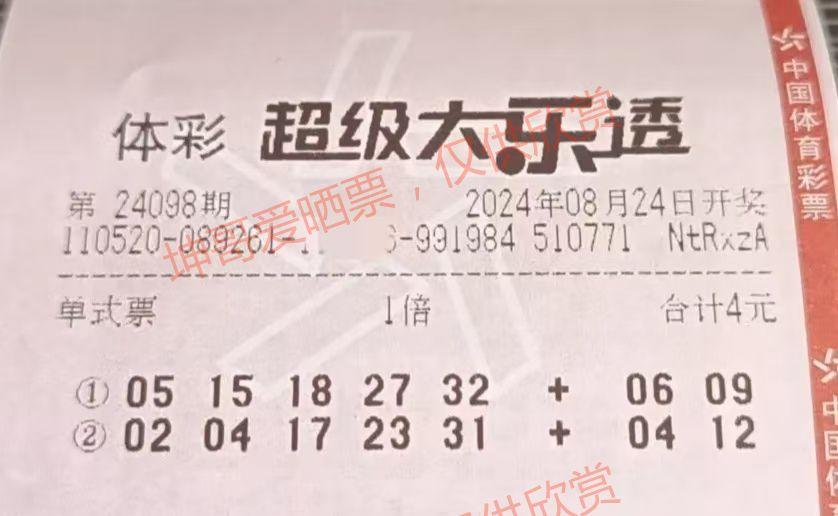 体彩 超级大乐透
第 24098期 2024年08月24日开奖
110520-089261-1 6-991984 510771 NtRxzA
单式票 1倍 合计4元
① 05 15 18 27 32 + 06 09
② 02 04 17 23 31 + 04 12
中国体育彩票
中国体育
坤哥爱晒票,仅供欣赏
供欣赏